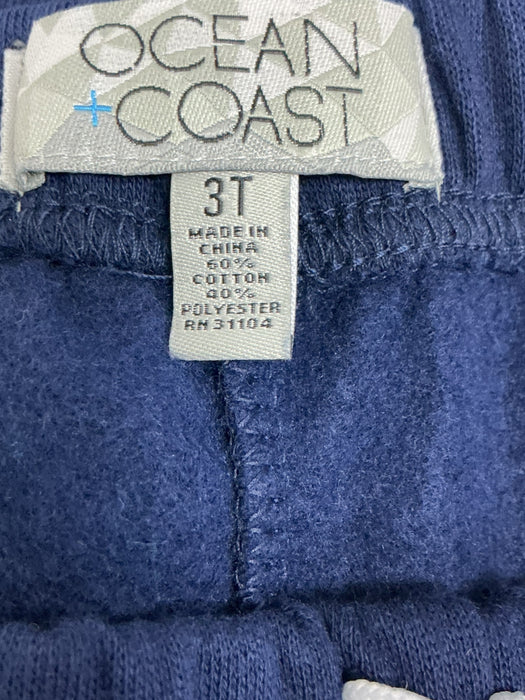 OCEAN
+COAST
3T
MADE IN
CHINA
60%
COTTON
40%
POLYESTER
RN 31104